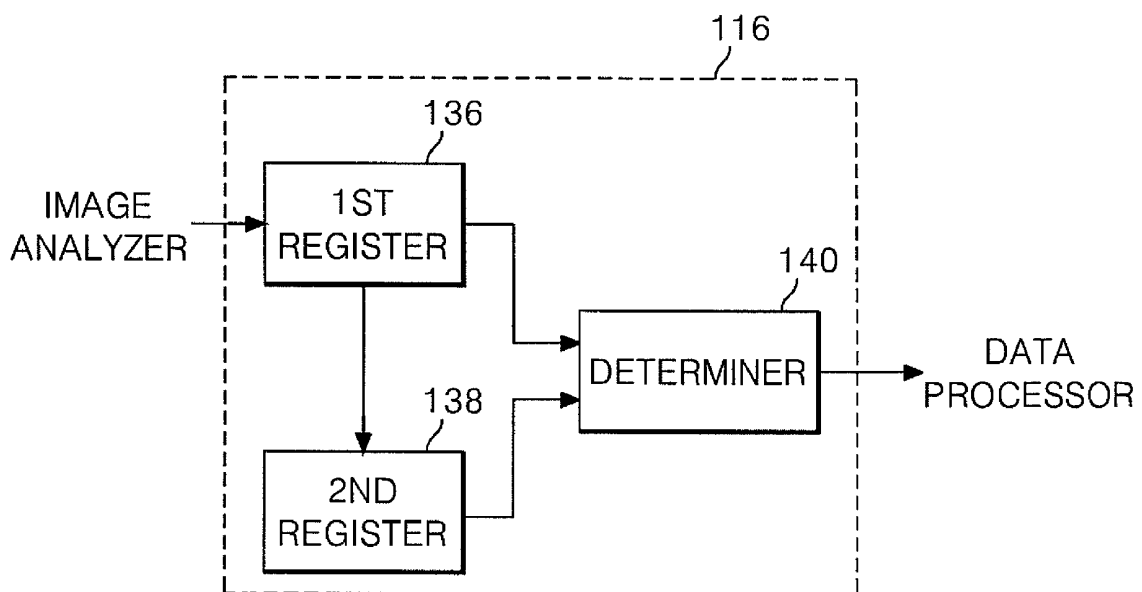 116
136
IMAGE
ANALYZER
1ST
REGISTER
140
DETERMINER
DATA
PROCESSOR
138
2ND
REGISTER